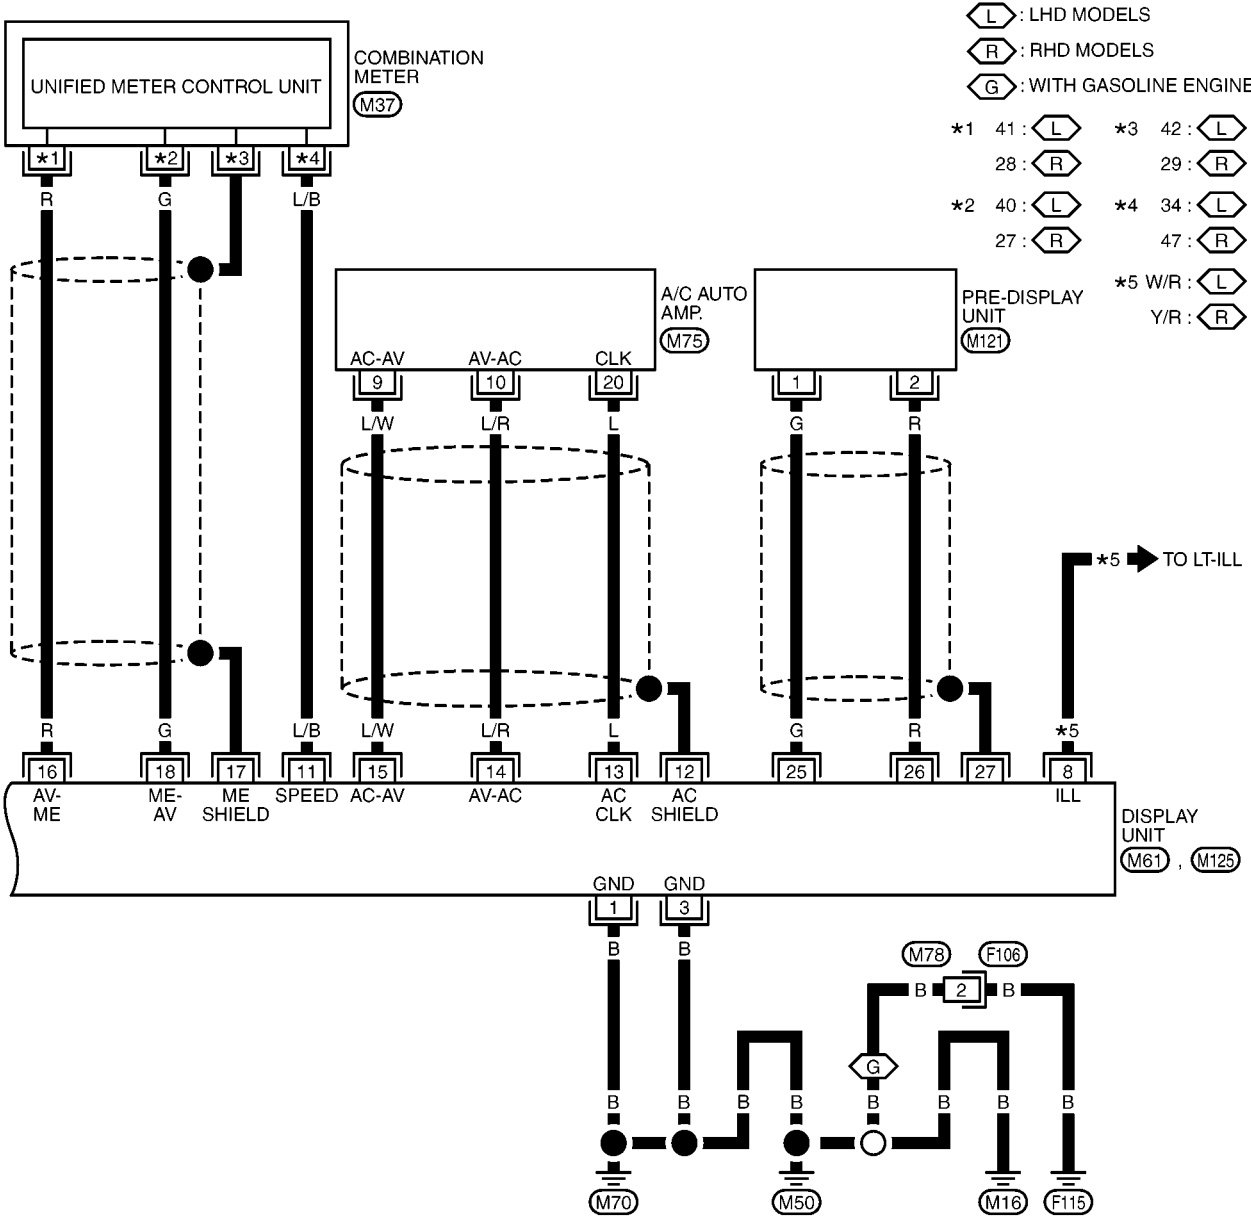 L : LHD MODELS
R : RHD MODELS
G : WITH GASOLINE ENGINE
★1 41 : L ★3 42 : L
28 : R 29 : R
★2 40 : L ★4 34 : L
27 : R 47 : R
★5 W/R : L
Y/R : R
UNIFIED METER CONTROL UNIT
COMBINATION
METER
M37
★1 ★2 ★3 ★4
R G L/B
A/C AUTO
AMP.
M75
AC-AV AV-AC CLK
9 10 20
L/W L/R L
PRE-DISPLAY
UNIT
M121
1 2
G R
★5 TO LT-ILL
R G L/B L/W L/R L G R ★5
16 18 17 11 15 14 13 12 25 26 27 8
AV-
ME
ME-
AV
ME
SHIELD
SPEED
AC-AV
AV-AC
AC
CLK
AC
SHIELD
ILL
DISPLAY
UNIT
M61 , M125
GND GND
1 3
B B
M78 F106
B 2 B
G
B B B B B B B
M70 M50 M16 F115